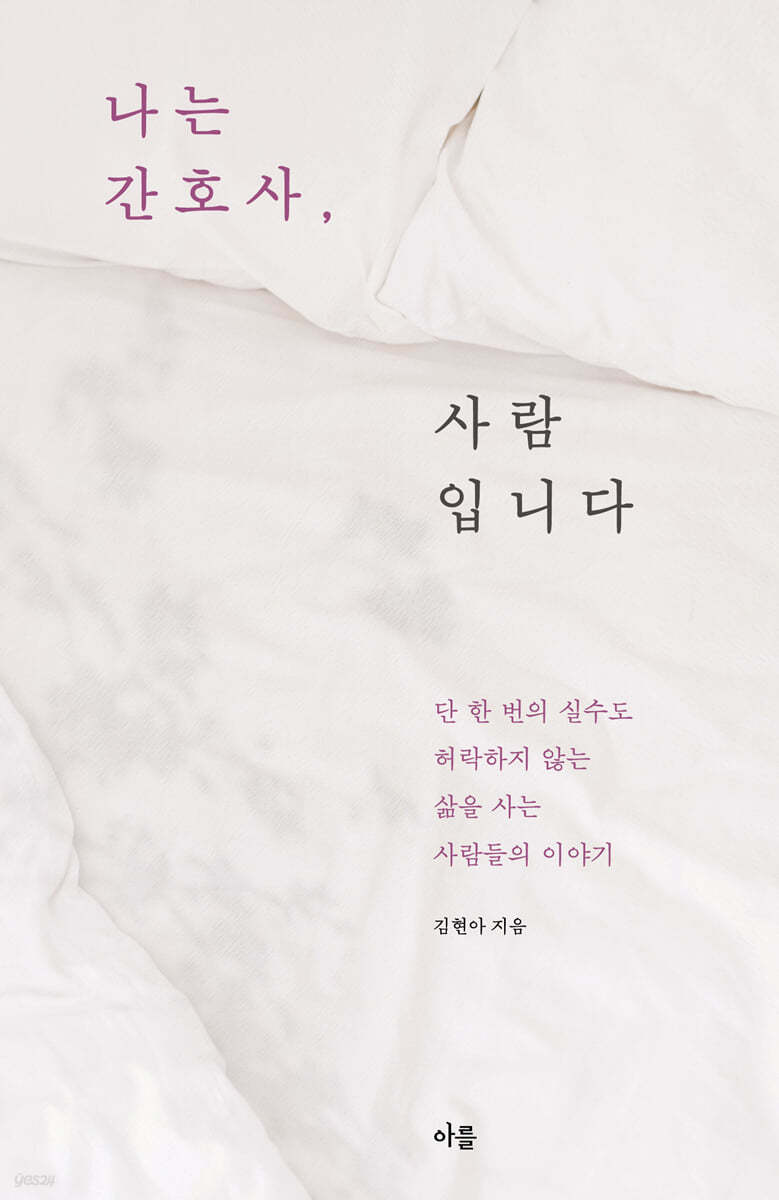 나는
간호사,
사람
입니다
단 한 번의 실수도
허락하지 않는
삶을 사는
사람들의 이야기
김현아 지음
아를
yes24